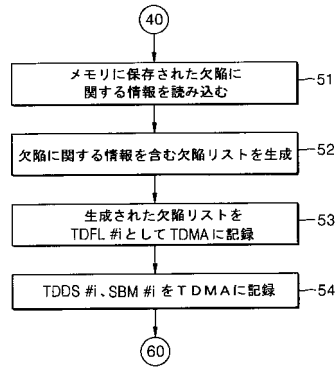 40
メモリに保存された欠陥に
関する情報を読み込む
51
欠陥に関する情報を含む欠陥リストを生成
52
生成された欠陥リストを
TDFL #i としてTDMAに記録
53
TDDS #i、SBM #i をTDMAに記録
54
60